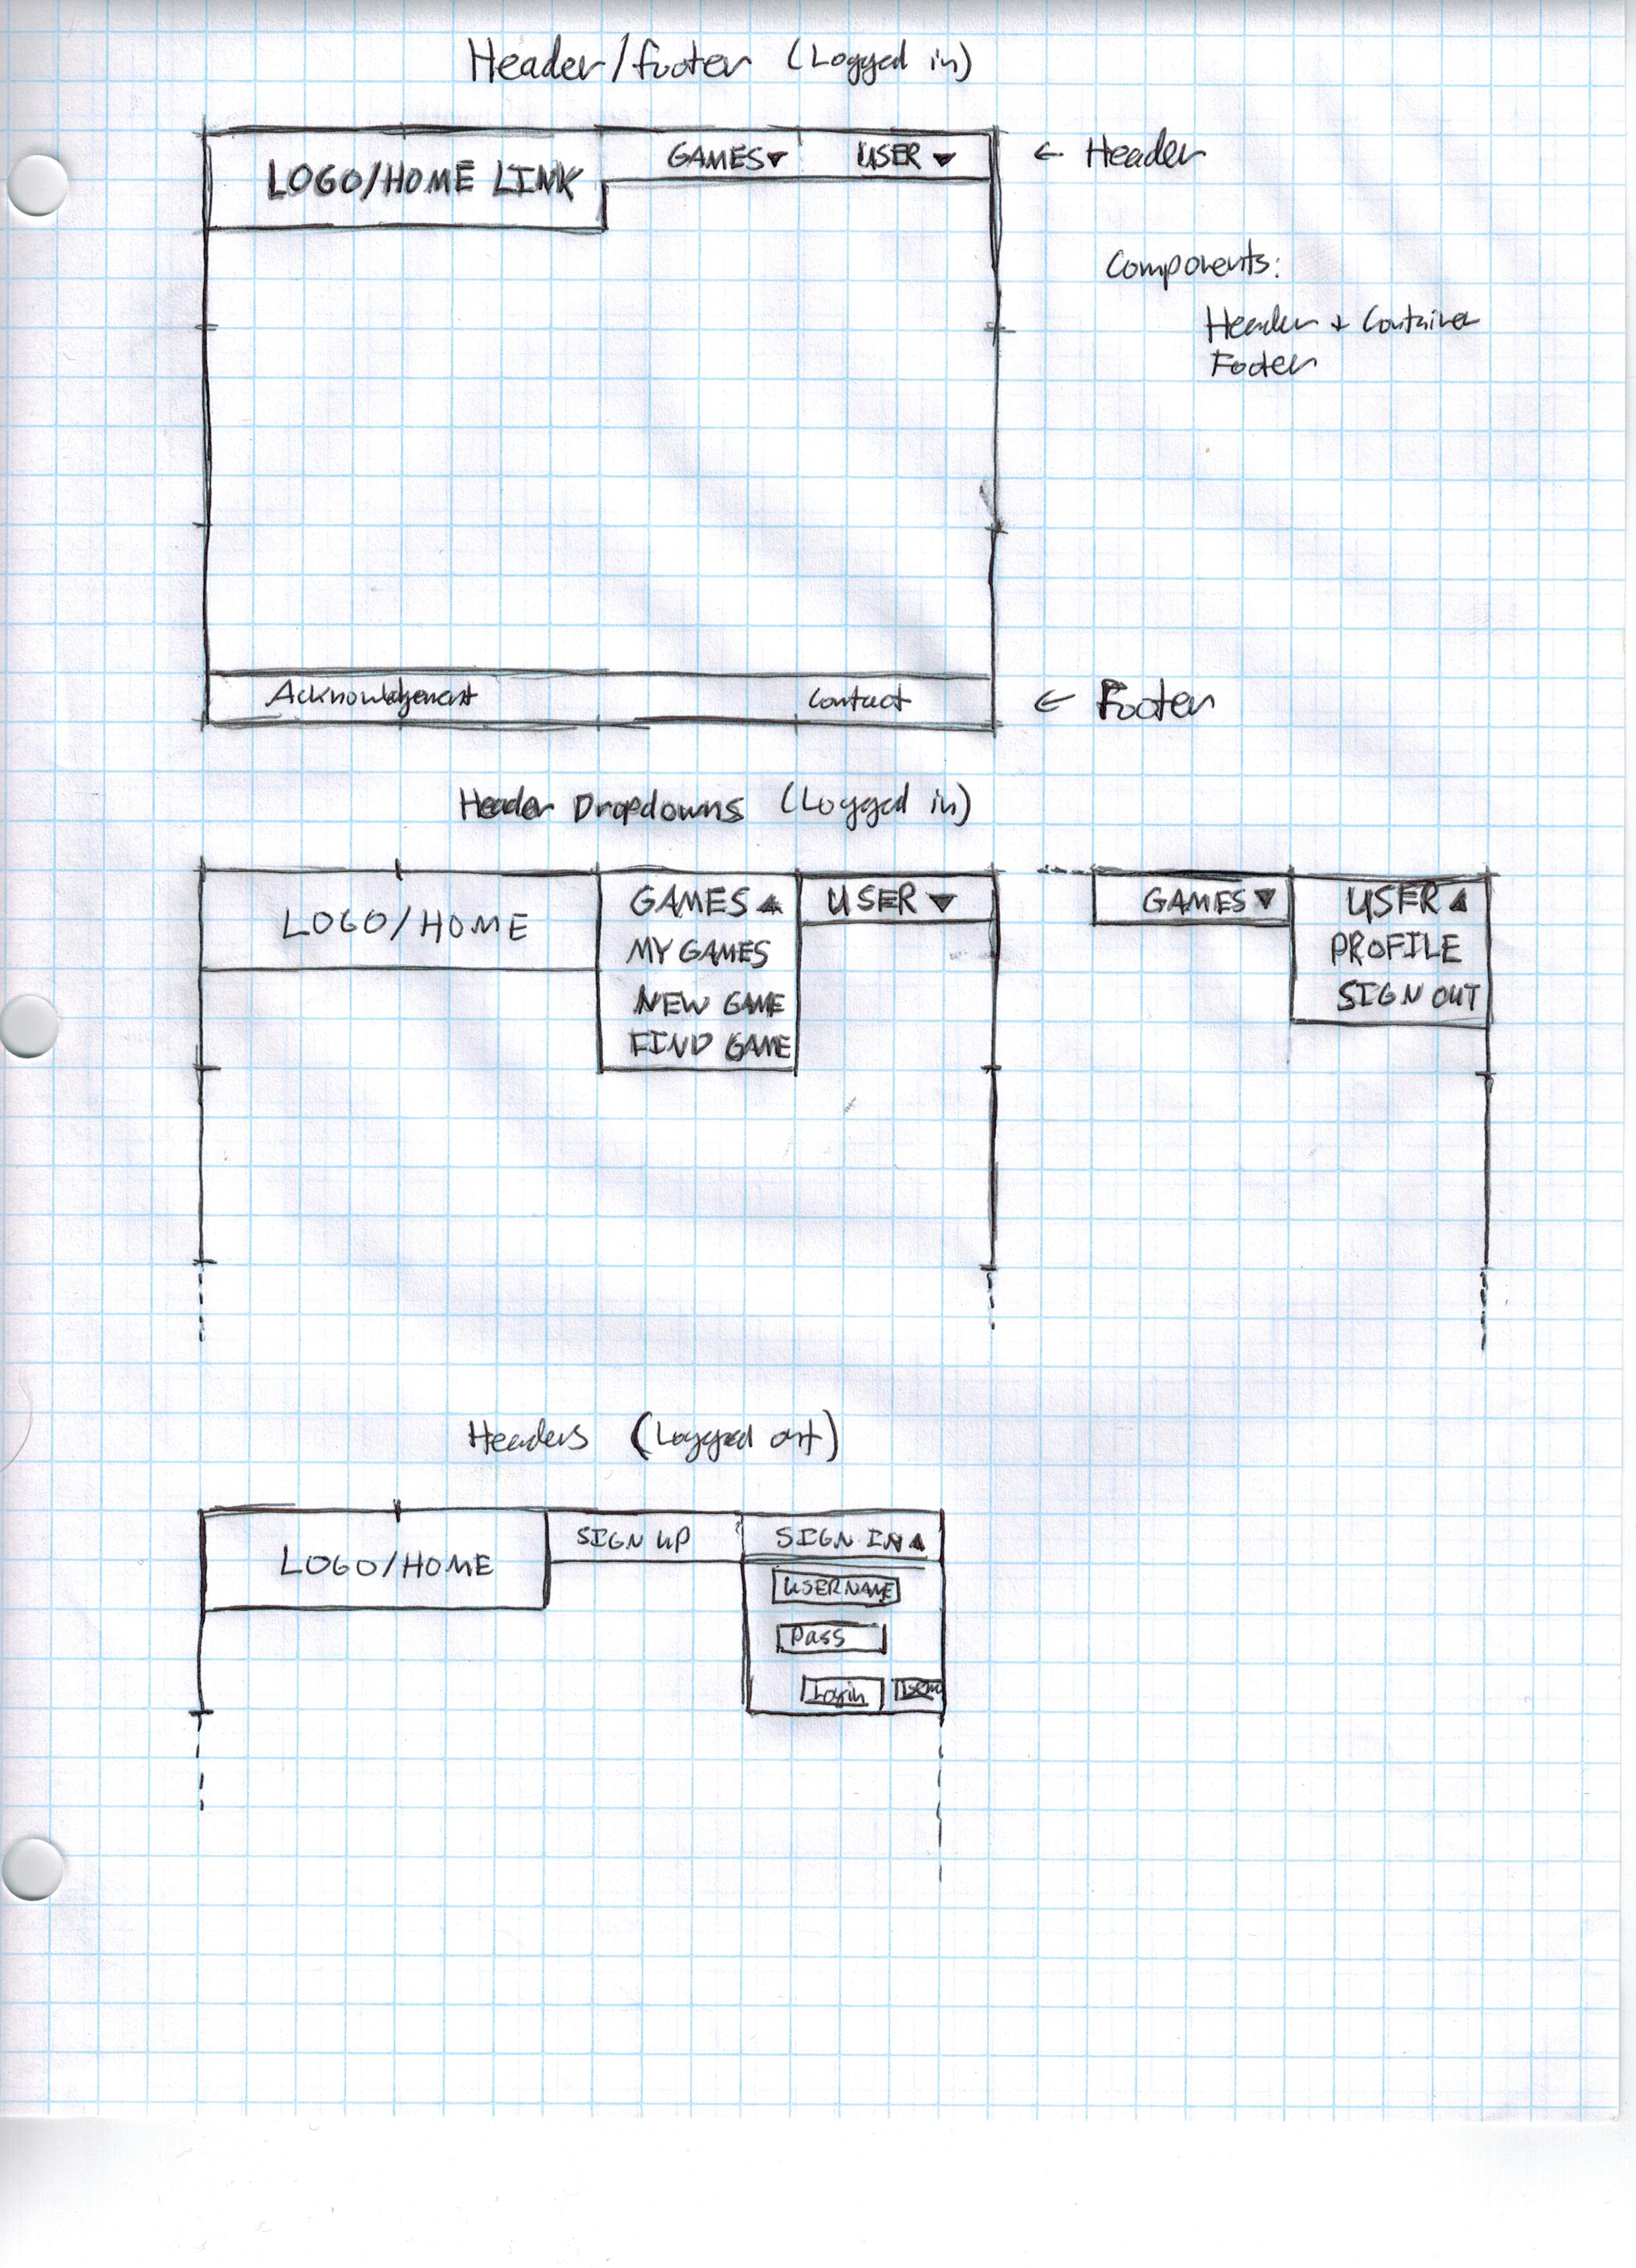 Header/footer (Logged in)
LOGO/HOME LINK
GAMES▼
USER ▼
← Header
Components:
Header + Container
Footer
Acknowledgement
Contact
← Footer
Header Dropdowns (Logged in)
LOGO/HOME
GAMES▲
MY GAMES
NEW GAME
FIND GAME
USER ▼
GAMES▼
USER▲
PROFILE
SIGN OUT
Headers (Logged out)
LOGO/HOME
SIGN UP
SIGN IN▲
USERNAME
Pass
Login